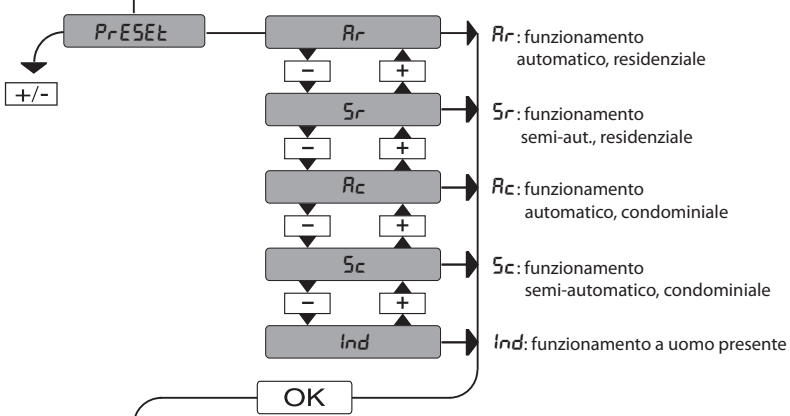 PrESEt
+/-
Ar
- +
Sr
- +
Ac
- +
Sc
- +
Ind
OK
Ar: funzionamento
automatico, residenziale
Sr: funzionamento
semi-aut., residenziale
Ac: funzionamento
automatico, condominiale
Sc: funzionamento
semi-automatico, condominiale
Ind: funzionamento a uomo presente